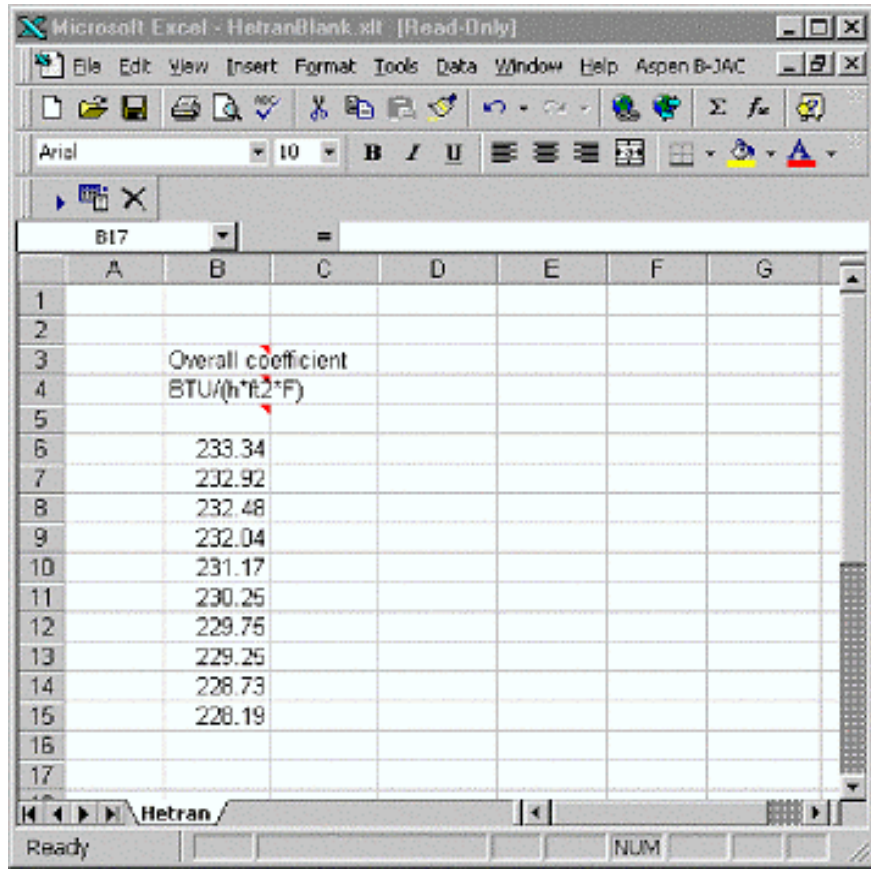 Microsoft Excel - HetranBlank.xlt [Read-Only]
File Edit View Insert Format Tools Data Window Help Aspen B-JAC
ABC Σ fx
Arial 10 B I U A
B17 =
A B C D E F G
1
2
3 Overall coefficient
4 BTU/(h*ft2*F)
5
6 233.34
7 232.92
8 232.48
9 232.04
10 231.17
11 230.25
12 229.75
13 229.25
14 228.73
15 228.19
16
17
Hetran
Ready NUM